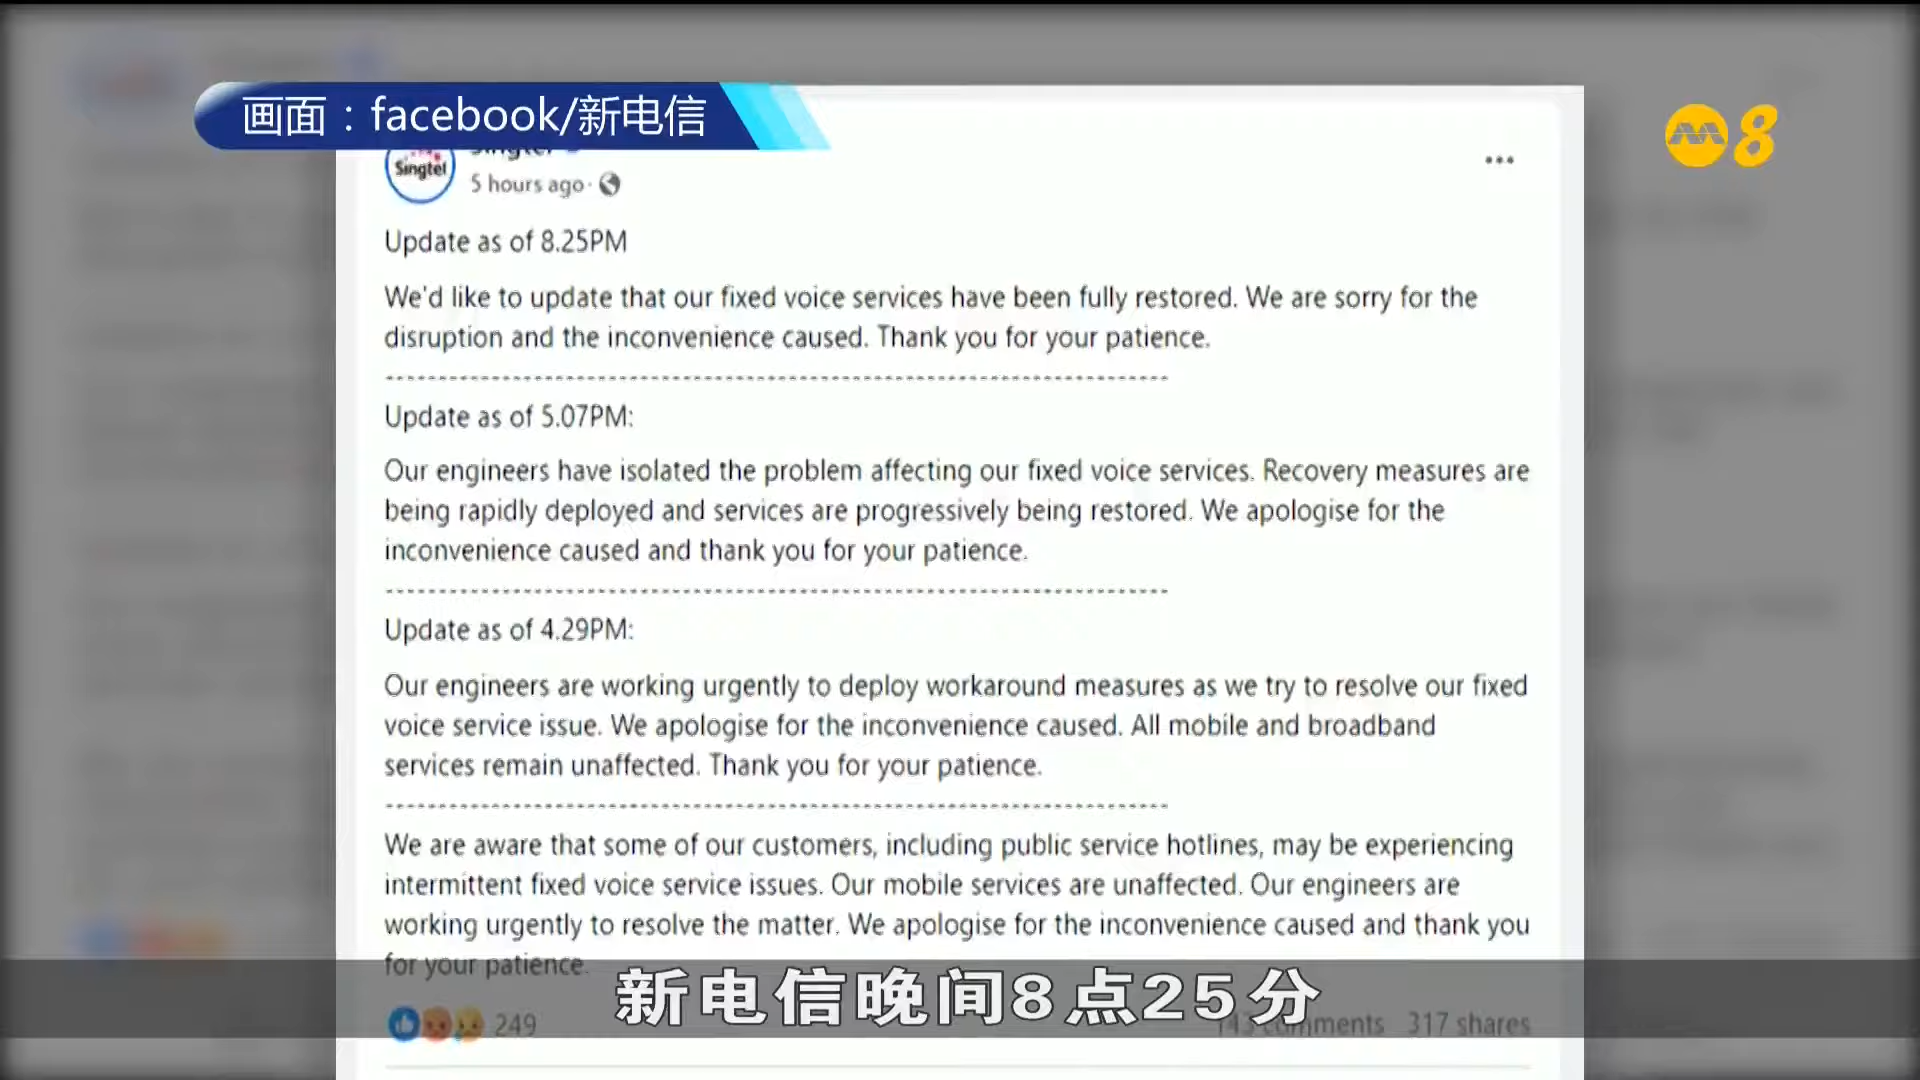 画面：facebook/新电信
8
Singtel
Singtel
5 hours ago ·
Update as of 8.25PM
We'd like to update that our fixed voice services have been fully restored. We are sorry for the
disruption and the inconvenience caused. Thank you for your patience.
Update as of 5.07PM:
Our engineers have isolated the problem affecting our fixed voice services. Recovery measures are
being rapidly deployed and services are progressively being restored. We apologise for the
inconvenience caused and thank you for your patience.
Update as of 4.29PM:
Our engineers are working urgently to deploy workaround measures as we try to resolve our fixed
voice service issue. We apologise for the inconvenience caused. All mobile and broadband
services remain unaffected. Thank you for your patience.
We are aware that some of our customers, including public service hotlines, may be experiencing
intermittent fixed voice service issues. Our mobile services are unaffected. Our engineers are
working urgently to resolve the matter. We apologise for the inconvenience caused and thank you
for your patience.
新电信晚间8点25分
249
143 comments 317 shares